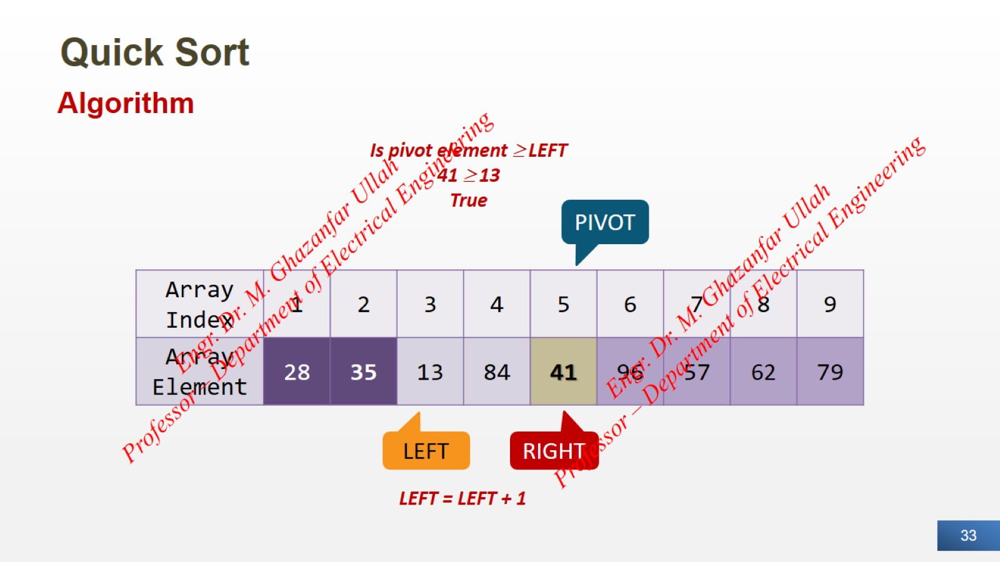 Quick Sort
Algorithm
Is pivot element ≥ LEFT
41 ≥ 13
True
PIVOT
Array Index 1 2 3 4 5 6 7 8 9
Array Element 28 35 13 84 41 96 57 62 79
LEFT
RIGHT
LEFT = LEFT + 1
Engr. Dr. M. Ghazanfar Ullah
Professor – Department of Electrical Engineering
Engr. Dr. M. Ghazanfar Ullah
Professor – Department of Electrical Engineering
33